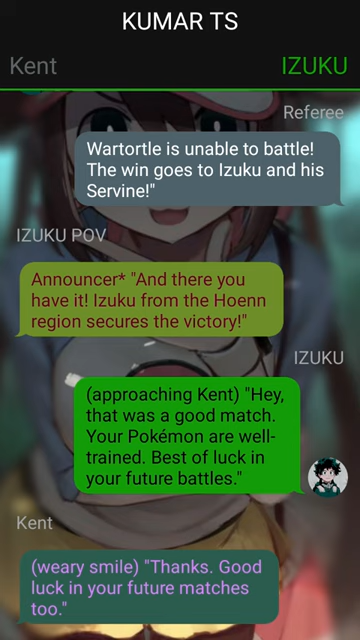 KUMAR TS
Kent
IZUKU
Referee
Wartortle is unable to battle!
The win goes to Izuku and his
Servine!"
IZUKU POV
Announcer* "And there you
have it! Izuku from the Hoenn
region secures the victory!"
IZUKU
(approaching Kent) "Hey,
that was a good match.
Your Pokémon are well-
trained. Best of luck in
your future battles."
Kent
(weary smile) "Thanks. Good
luck in your future matches
too."